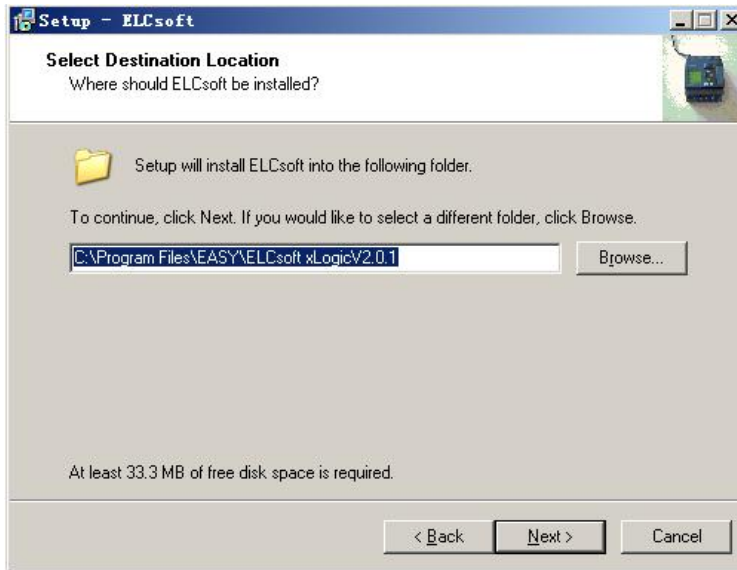 Setup - ELCsoft
Select Destination Location
Where should ELCsoft be installed?
Setup will install ELCsoft into the following folder.
To continue, click Next. If you would like to select a different folder, click Browse.
C:\Program Files\EASY\ELCsoft xLogicV2.0.1
Browse...
At least 33.3 MB of free disk space is required.
< Back
Next >
Cancel